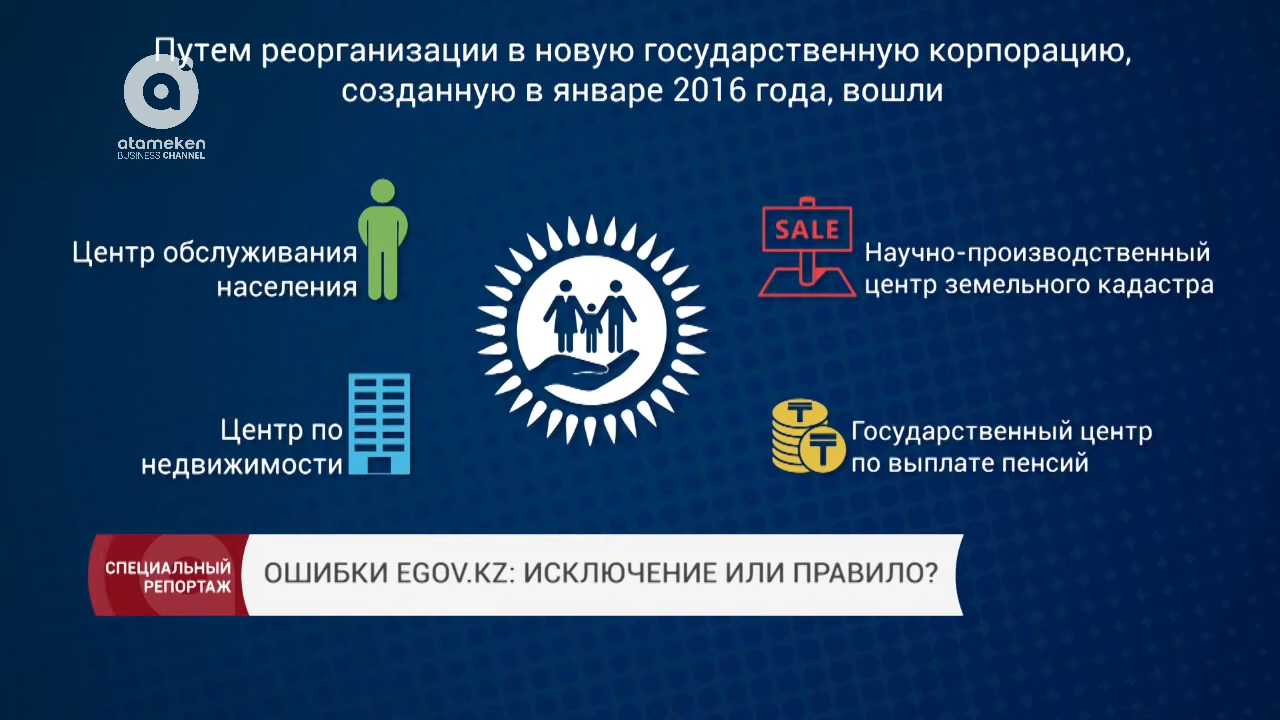 Путем реорганизации в новую государственную корпорацию,
созданную в январе 2016 года, вошли
atameken
BUSINESS CHANNEL
Центр обслуживания
населения
SALE
Научно-производственный
центр земельного кадастра
Центр по
недвижимости
Государственный центр
по выплате пенсий
СПЕЦИАЛЬНЫЙ
РЕПОРТАЖ
ОШИБКИ EGOV.KZ: ИСКЛЮЧЕНИЕ ИЛИ ПРАВИЛО?